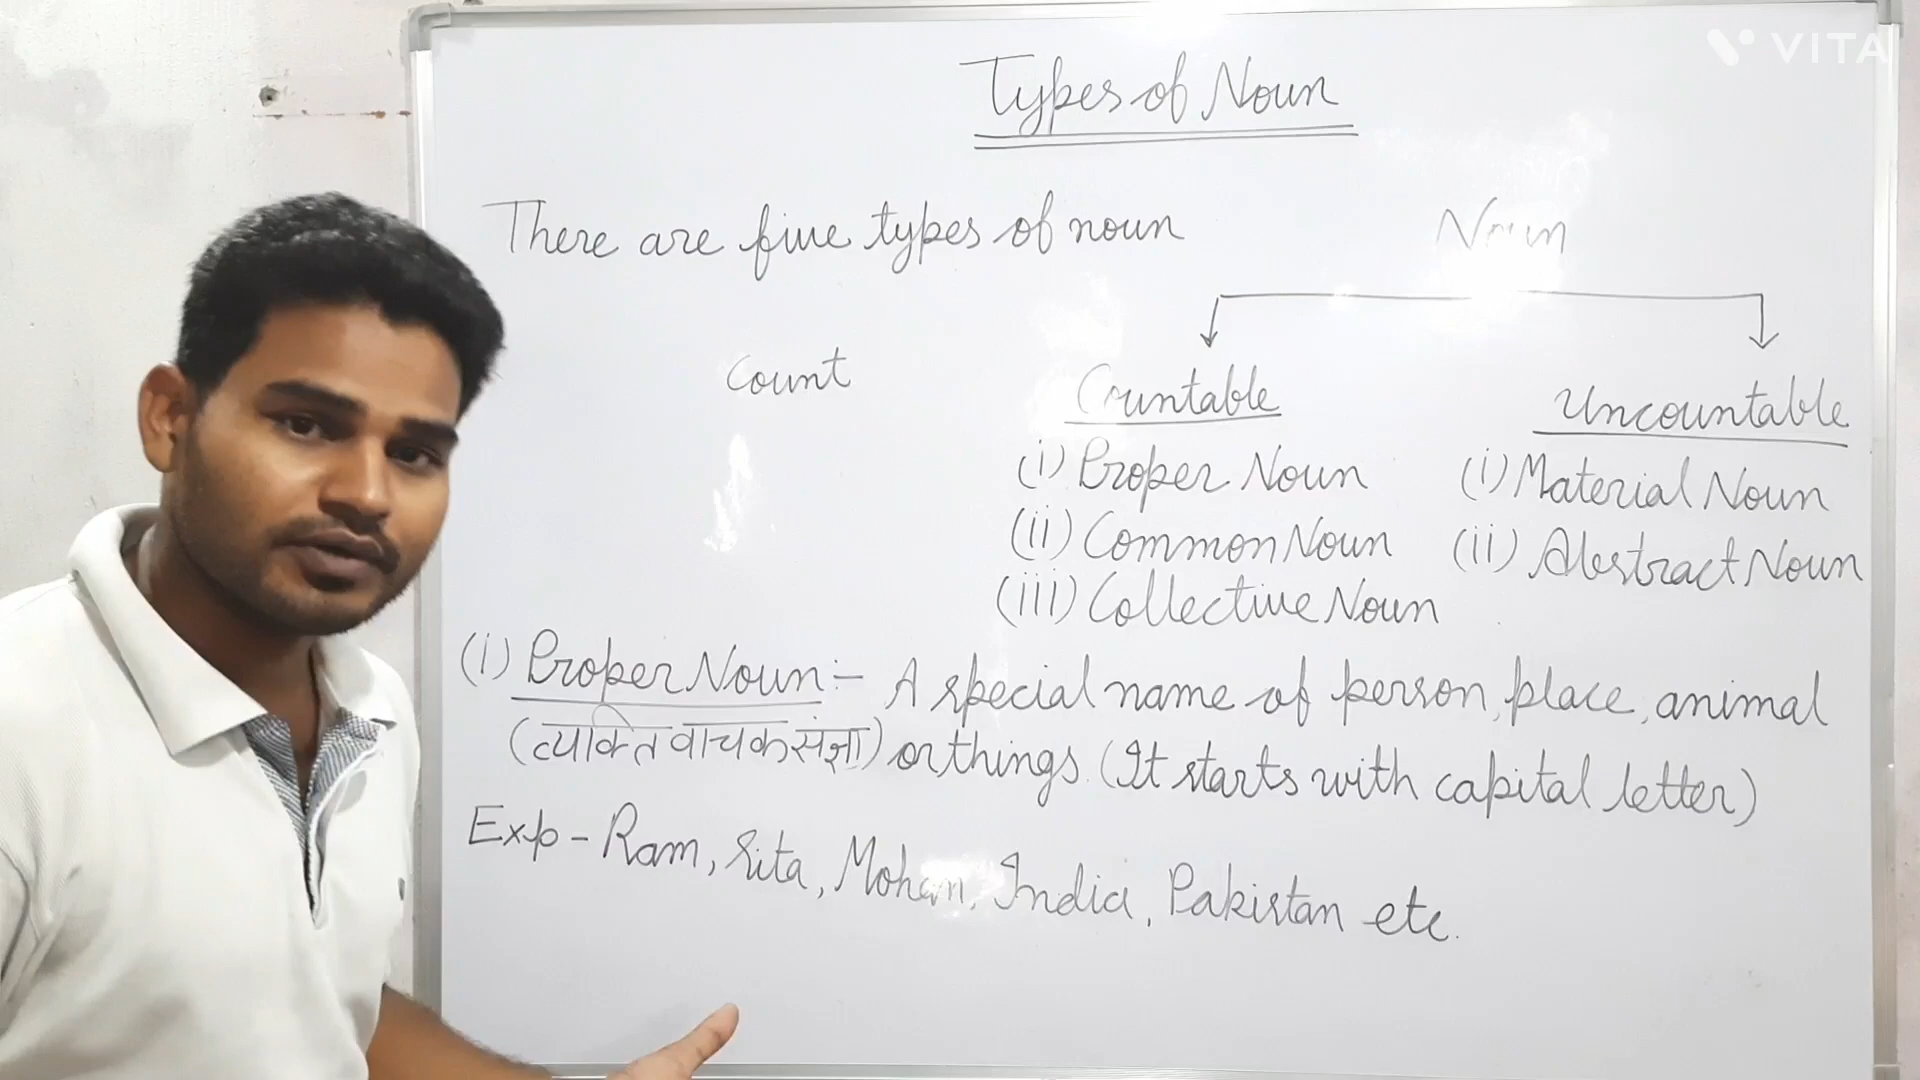 VITA
Types of Noun
There are five types of noun
Noun
Count
Countable
Uncountable
(i) Proper Noun
(i) Material Noun
(ii) Common Noun
(ii) Abstract Noun
(iii) Collective Noun
(i) Proper Noun :- A special name of person, place, animal
(व्यक्ति वाचक संज्ञा) or things. (It starts with capital letter)
Exp - Ram, Sita, Mohan, India, Pakistan etc.